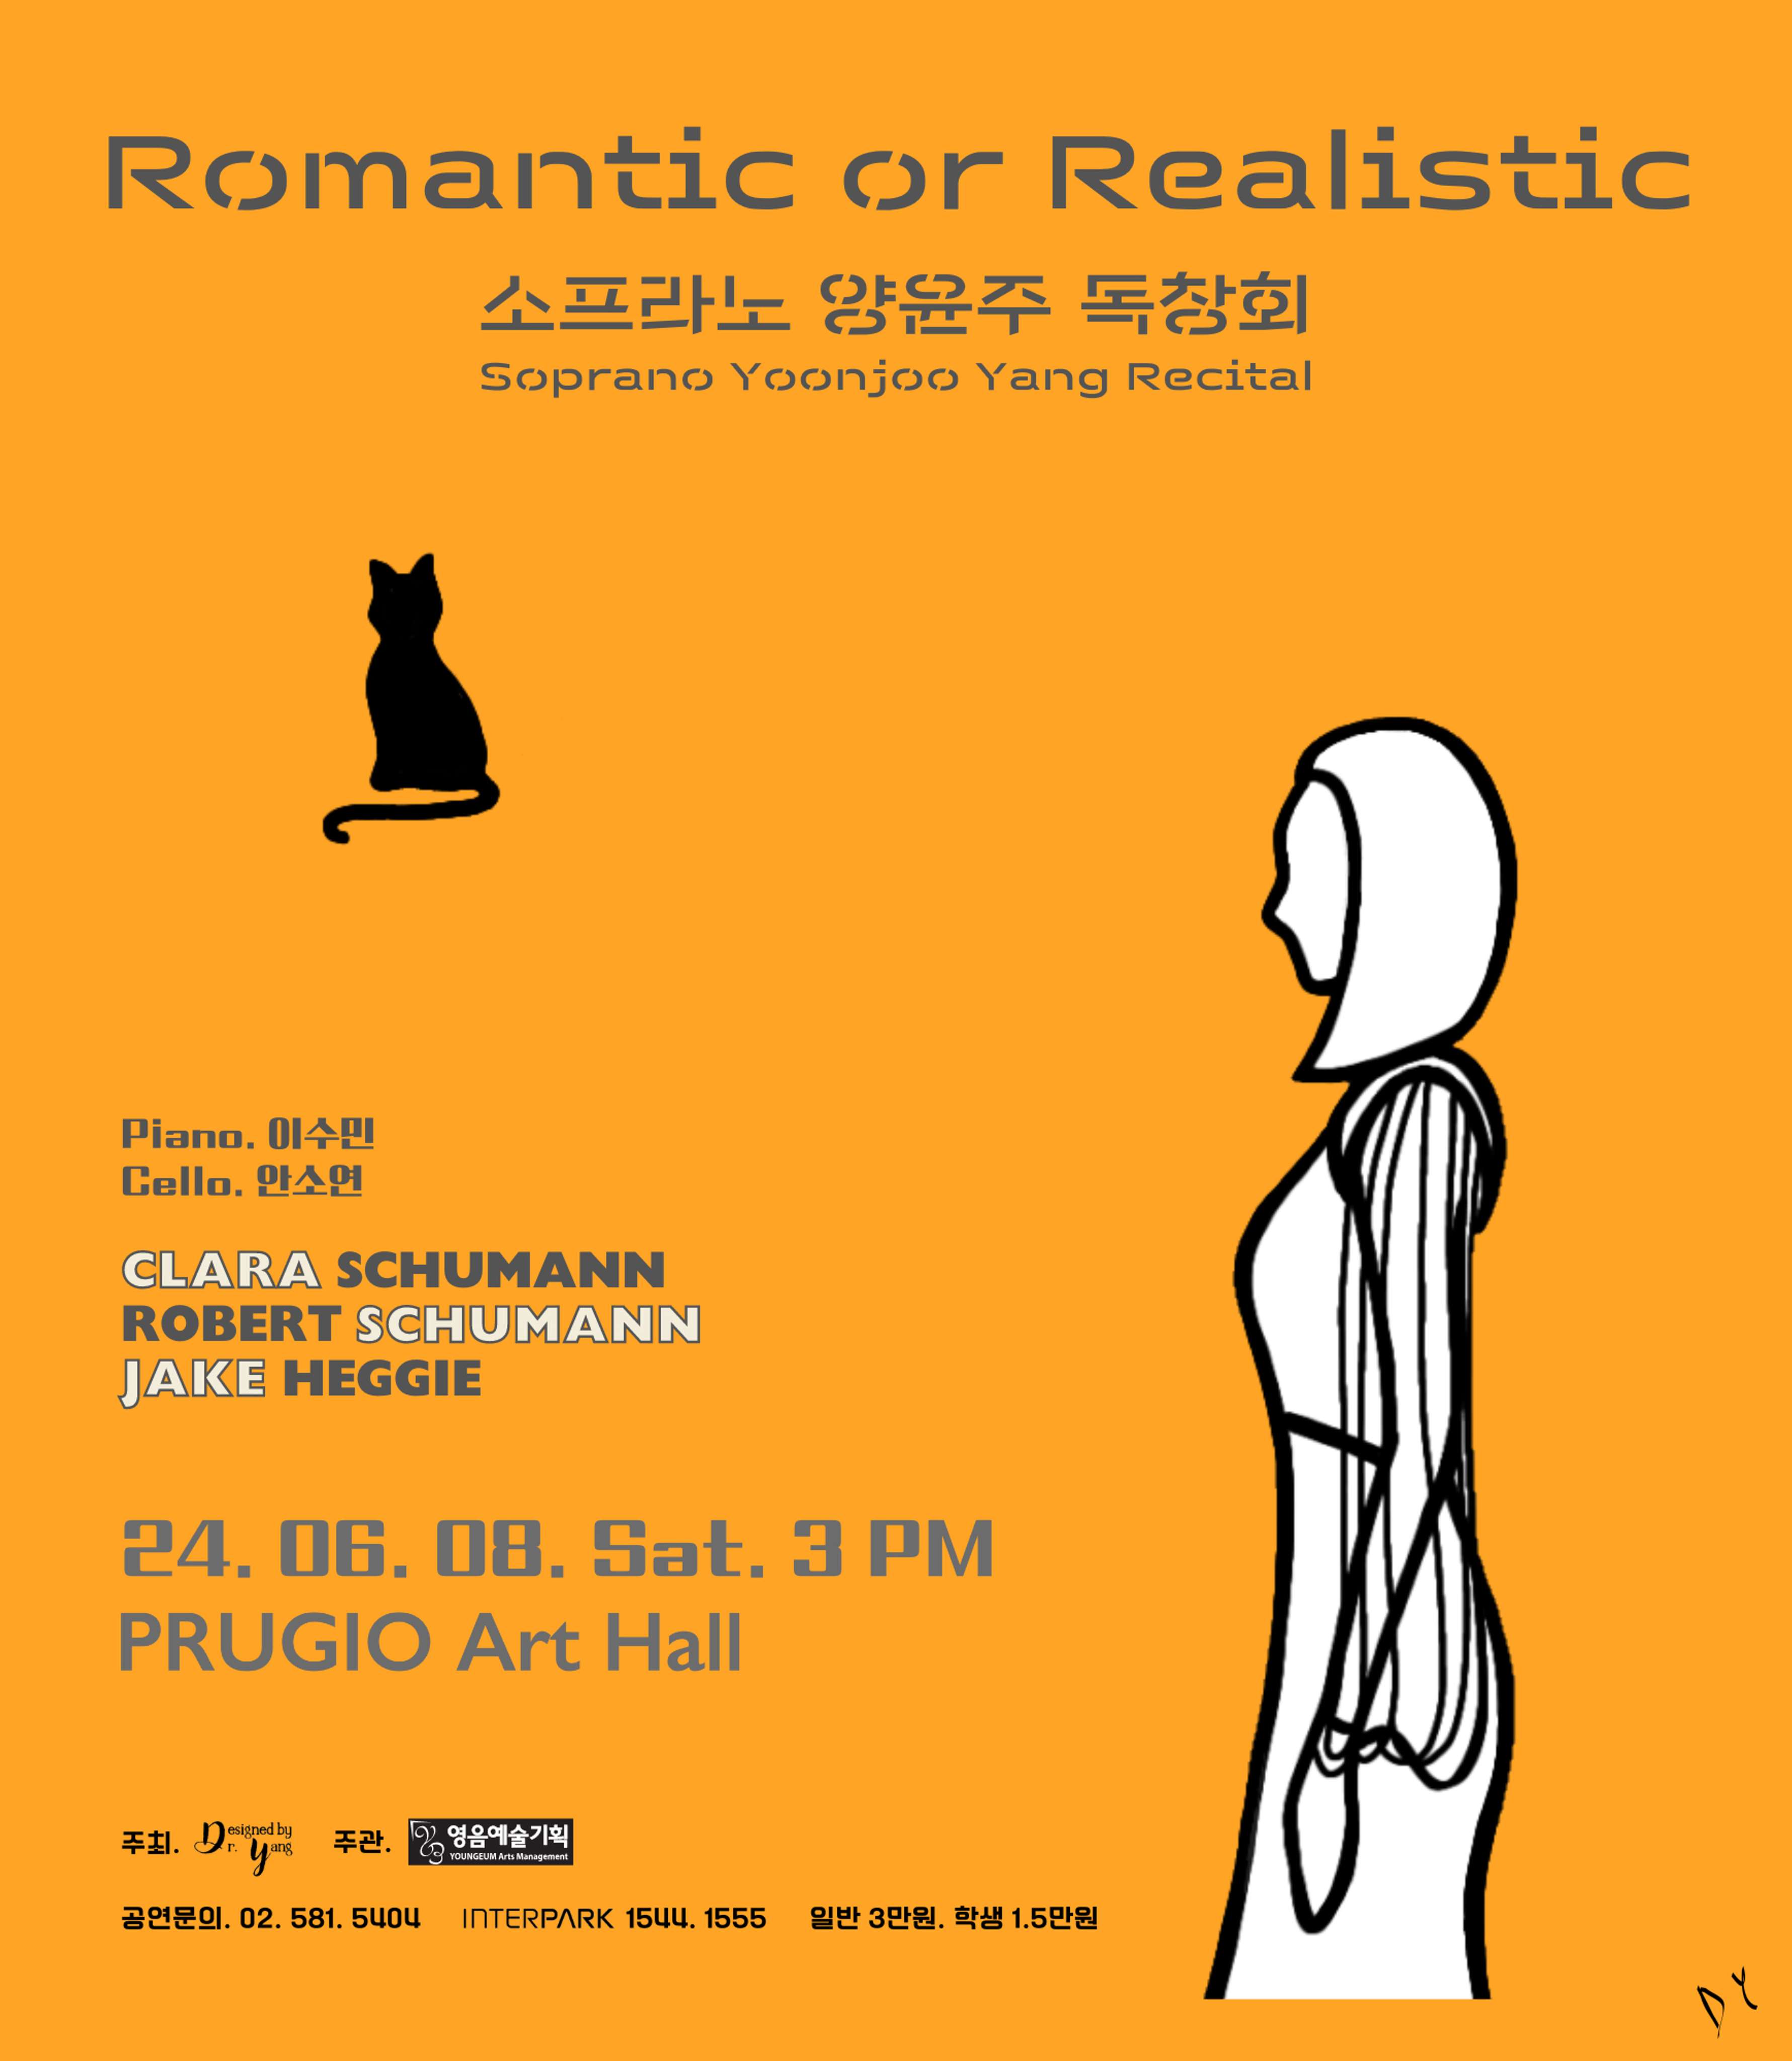 Romantic or Realistic
소프라노 양윤주 독창회
Soprano Yoonjoo Yang Recital
Piano. 이수민
Cello. 안소연
CLARA SCHUMANN
ROBERT SCHUMANN
JAKE HEGGIE
24. 06. 08. Sat. 3 PM
PRUGIO Art Hall
주최. Designed by Dr. Yang 주관. 영음예술기획 YOUNGEUM Arts Management
공연문의. 02. 581. 5404 INTERPARK 1544. 1555 일반 3만원. 학생 1.5만원
DY